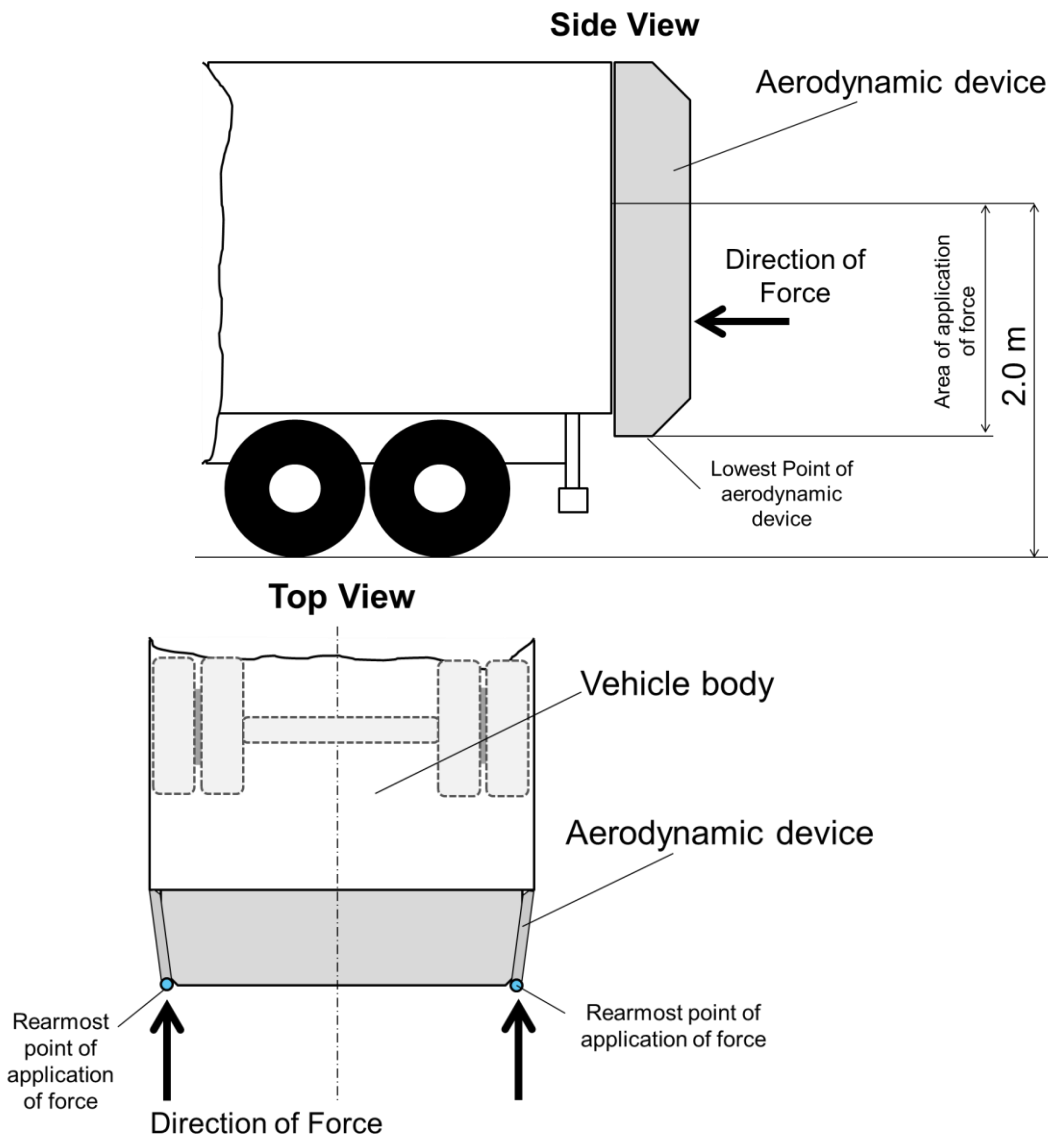 Side View
Aerodynamic device
Direction of
Force
Area of application
of force
2.0 m
Lowest Point of
aerodynamic
device
Top View
Vehicle body
Aerodynamic device
Rearmost
point of
application
of force
Rearmost point of
application of force
Direction of Force